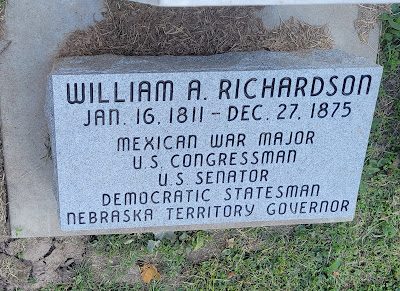 WILLIAM A. RICHARDSON
JAN. 16, 1811 - DEC. 27, 1875
MEXICAN WAR MAJOR
U.S. CONGRESSMAN
U.S. SENATOR
DEMOCRATIC STATESMAN
NEBRASKA TERRITORY GOVERNOR